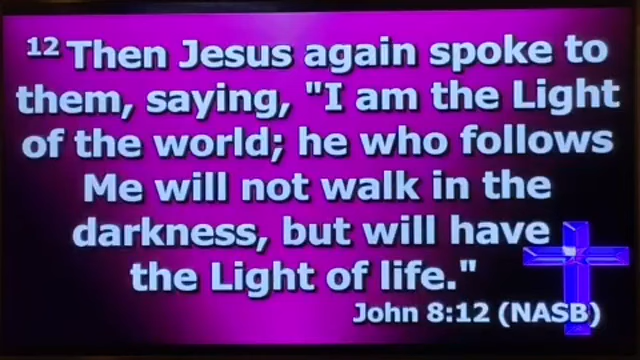 12 Then Jesus again spoke to
them, saying, "I am the Light
of the world; he who follows
Me will not walk in the
darkness, but will have
the Light of life."
John 8:12 (NASB)